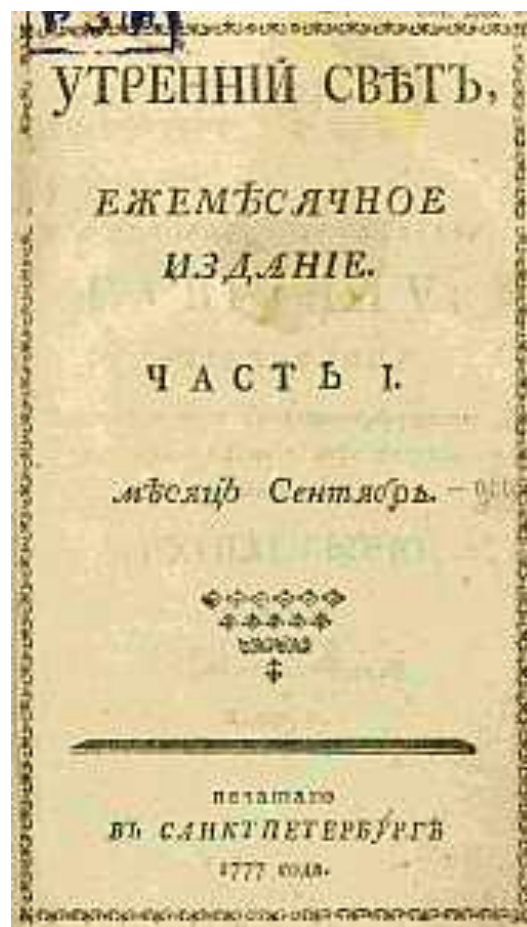 УТРЕННІЙ СВѢТЪ,
ЕЖЕМѢСЯЧНОЕ
ИЗДАНІЕ.
ЧАСТЬ I.
мѣсяцъ Сентябрь.
печатано
ВЪ САНКТПЕТЕРБУРГѢ
1777 года.